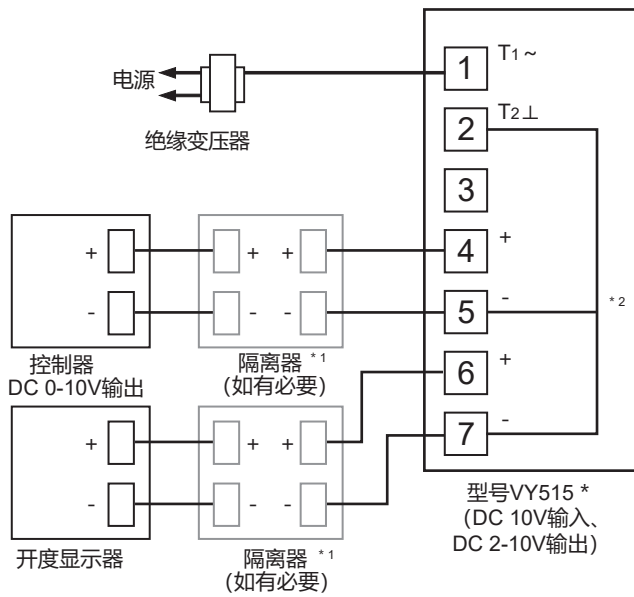 电源
绝缘变压器
1 T1~
2 T2⊥
3
4 +
5 -
6 +
7 -
*2
+ + +
- - -
控制器
DC 0-10V输出
隔离器 *1
(如有必要)
+ + +
- - -
开度显示器
隔离器 *1
(如有必要)
型号VY515 *
(DC 10V输入、
DC 2-10V输出)